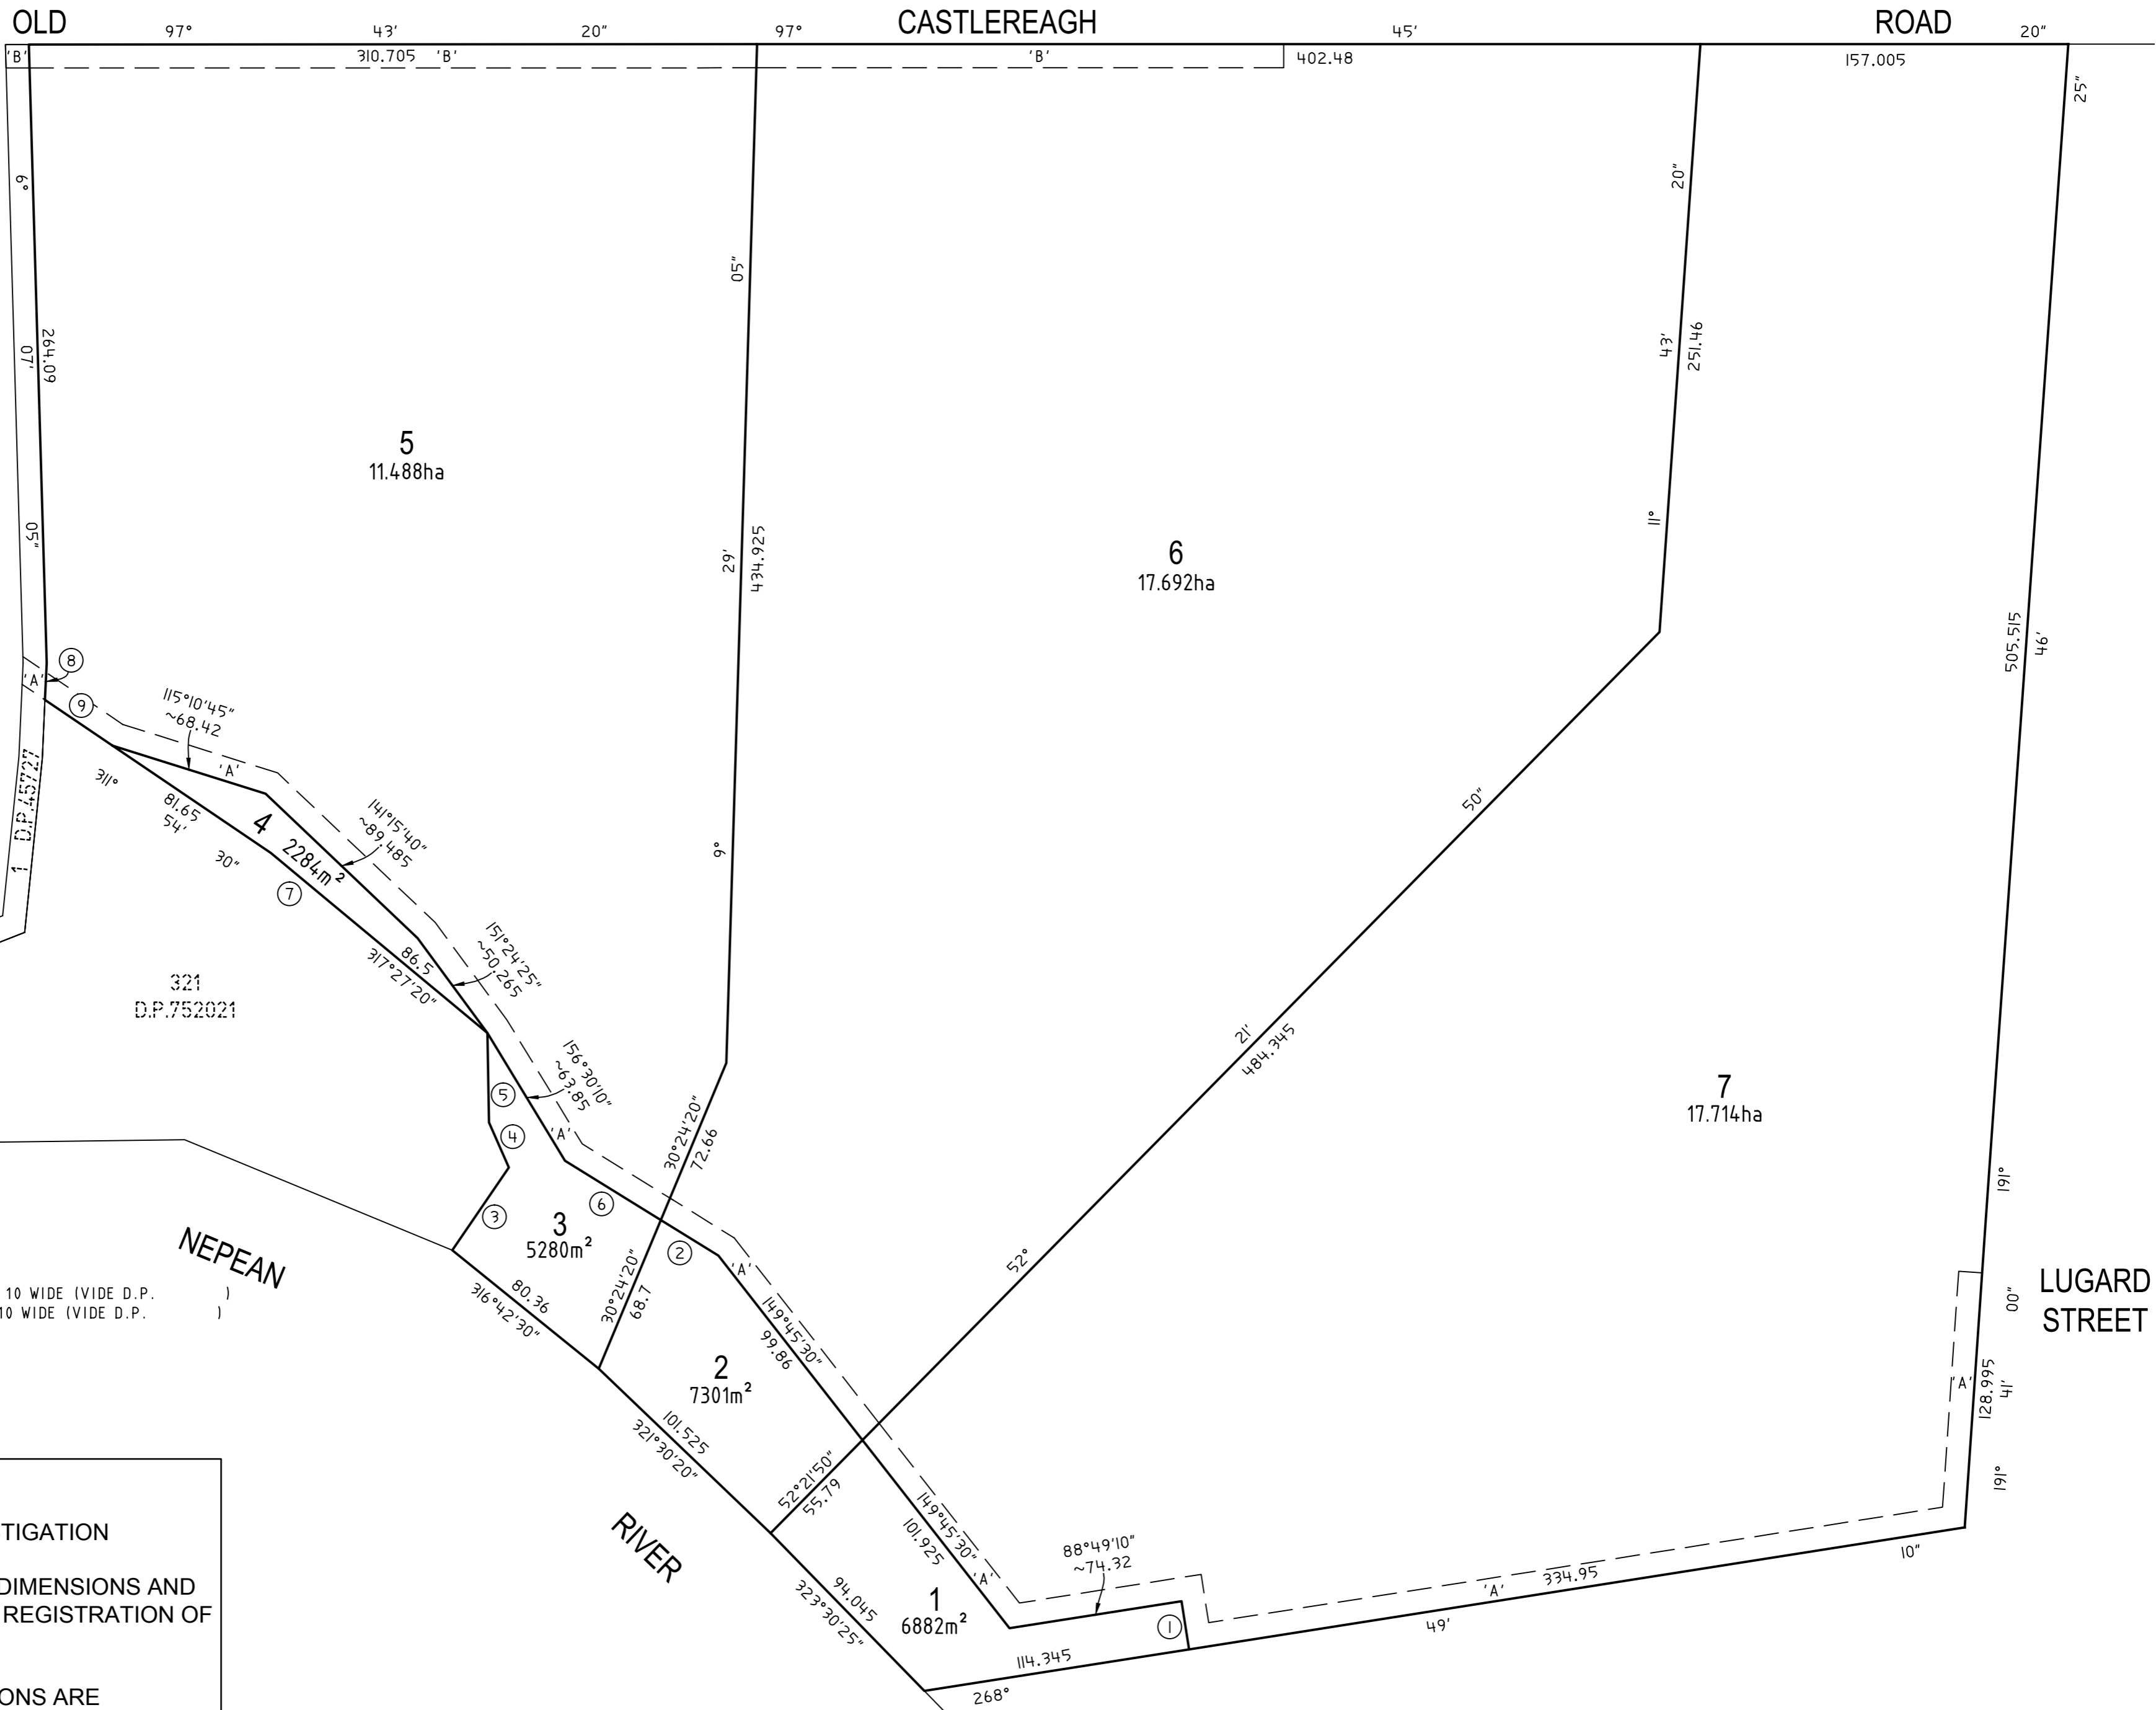 OLD CASTLEREAGH ROAD
97° 43' 20" 97° 45' 20"
'B' 310.705 'B' 'B' 402.48 157.005
25"
6° 07' 05"
264.09
05" 29' 9°
434.925
20" 43' 11°
251.46
505.515
46'
191°
5
11.488ha
6
17.692ha
7
17.714ha
50" 21' 52°
484.345
8
'A'
9
115°10'45"
~68.42
'A'
311° 54' 30"
81.65
4
2284m²
7
141°15'40"
~89.485
86.5
317°27'20"
151°24'25"
~50.265
1 D.P.45727
321
D.P.752021
156°30'10"
~63.85
5
4
'A'
3
6
30°24'20"
72.66
3
5280m²
2
'A'
30°24'20"
68.7
80.36
316°42'30"
NEPEAN
10 WIDE (VIDE D.P. )
10 WIDE (VIDE D.P. )
2
7301m²
149°45'30"
99.86
101.525
321°30'20"
52°21'50"
55.79
RIVER
149°45'30"
101.925
'A'
88°49'10"
~74.32
1
6882m²
94.045
323°30'25"
1
114.345
268° 49' 10"
'A' 334.95
LUGARD
STREET
00"
'A'
128.995
41'
191°
TIGATION
DIMENSIONS AND
REGISTRATION OF
ONS ARE